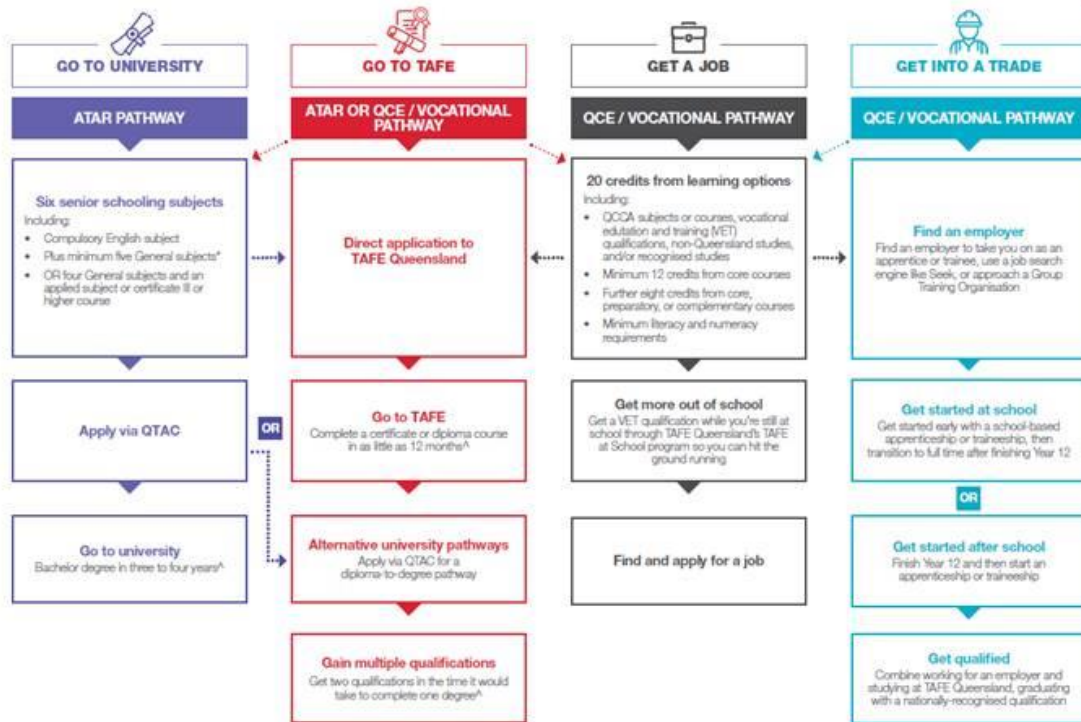 GO TO UNIVERSITY
ATAR PATHWAY
Six senior schooling subjects
Including:
• Compulsory English subject
• Plus minimum five General subjects*
• OR four General subjects and an
applied subject or certificate III or
higher course
Apply via QTAC
OR
Go to university
Bachelor degree in three to four years^
GO TO TAFE
ATAR OR QCE / VOCATIONAL
PATHWAY
Direct application to
TAFE Queensland
Go to TAFE
Complete a certificate or diploma course
in as little as 12 months^
Alternative university pathways
Apply via QTAC for a
diploma-to-degree pathway
Gain multiple qualifications
Get two qualifications in the time it would
take to complete one degree^
GET A JOB
QCE / VOCATIONAL PATHWAY
20 credits from learning options
Including:
• QCCA subjects or courses, vocational
edutation and training (VET)
qualifications, non-Queensland studies,
and/or recognised studies
• Minimum 12 credits from core courses
• Further eight credits from core,
preparatory, or complementary courses
• Minimum literacy and numeracy
requirements
Get more out of school
Get a VET qualification while you're still at
school through TAFE Queensland's TAFE
at School program so you can hit the
ground running
Find and apply for a job
GET INTO A TRADE
QCE / VOCATIONAL PATHWAY
Find an employer
Find an employer to take you on as an
apprentice or trainee, use a job search
engine like Seek, or approach a Group
Training Organisation
Get started at school
Get started early with a school-based
apprenticeship or traineeship, then
transition to full time after finishing Year 12
OR
Get started after school
Finish Year 12 and then start an
apprenticeship or traineeship
Get qualified
Combine working for an employer and
studying at TAFE Queensland, graduating
with a nationally-recognised qualification